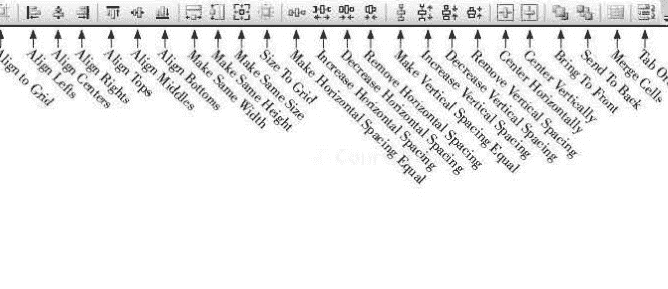 Align to Grid
Align Lefts
Align Centers
Align Rights
Align Tops
Align Middles
Align Bottoms
Make Same Width
Make Same Height
Make Same Size
Size To Grid
Make Horizontal Spacing Equal
Increase Horizontal Spacing
Decrease Horizontal Spacing
Remove Horizontal Spacing
Make Vertical Spacing Equal
Increase Vertical Spacing
Decrease Vertical Spacing
Remove Vertical Spacing
Center Horizontally
Center Vertically
Bring To Front
Send To Back
Merge Cells
Tab O